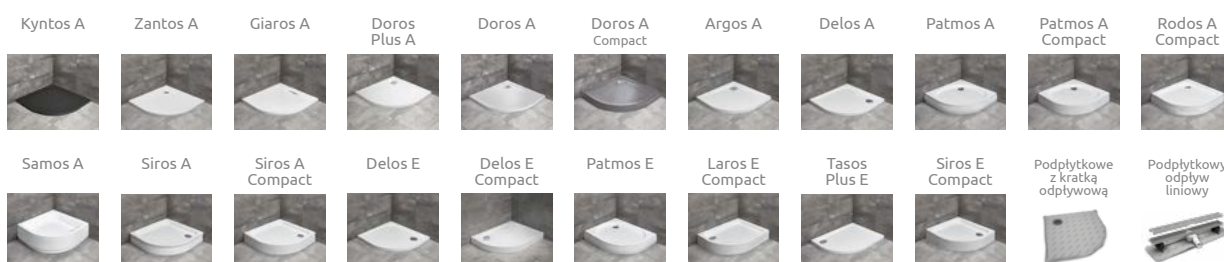 Kyntos A
Zantos A
Giaros A
Doros
Plus A
Doros A
Doros A
Compact
Argos A
Delos A
Patmos A
Patmos A
Compact
Rodos A
Compact
Samos A
Siros A
Siros A
Compact
Delos E
Delos E
Compact
Patmos E
Laros E
Compact
Tasos
Plus E
Siros E
Compact
Podpłytkowe
z kratką
odpływową
Podpłytkowy
odpływ
liniowy